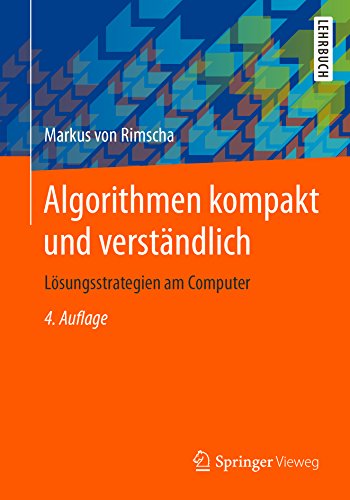 LEHRBUCH
Markus von Rimscha
Algorithmen kompakt
und verständlich
Lösungsstrategien am Computer
4. Auflage
Springer Vieweg